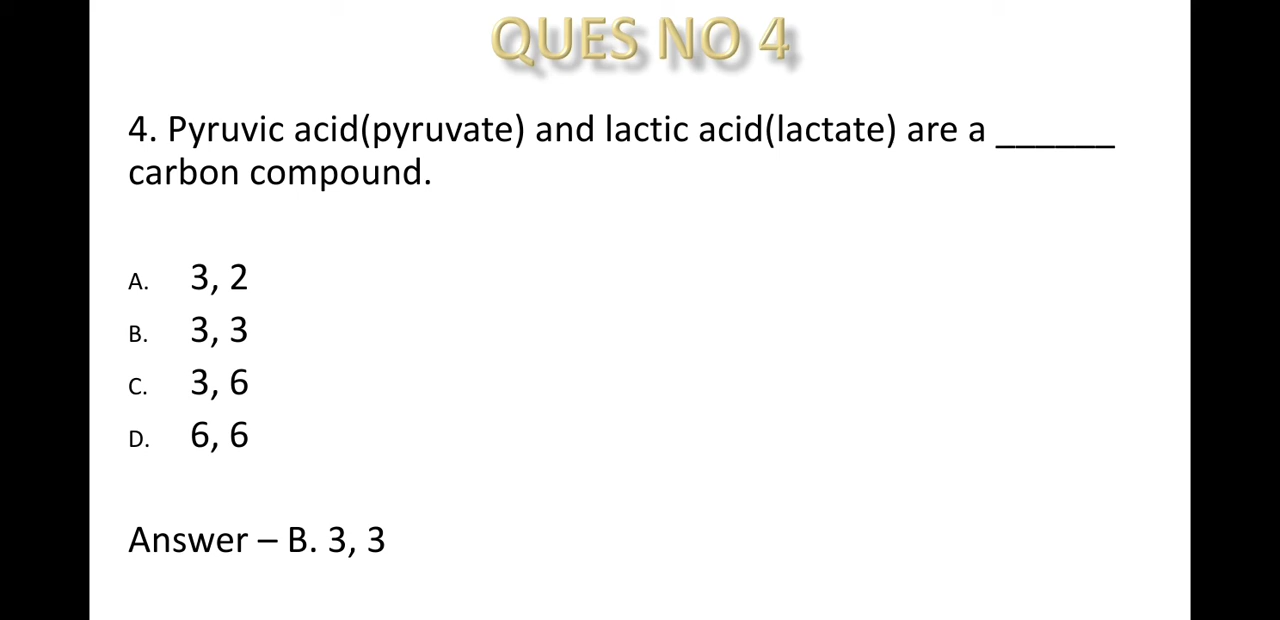 QUES NO 4
4. Pyruvic acid(pyruvate) and lactic acid(lactate) are a ______
carbon compound.
A. 3, 2
B. 3, 3
C. 3, 6
D. 6, 6
Answer – B. 3, 3